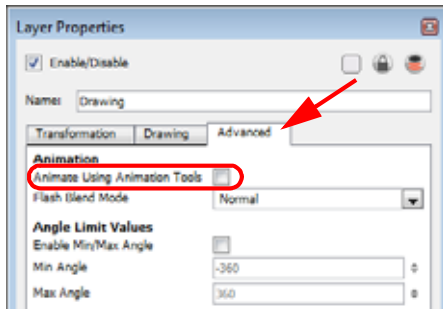 Layer Properties
Enable/Disable
Name: Drawing
Transformation Drawing Advanced
Animation
Animate Using Animation Tools
Flash Blend Mode Normal
Angle Limit Values
Enable Min/Max Angle
Min Angle -360
Max Angle 360